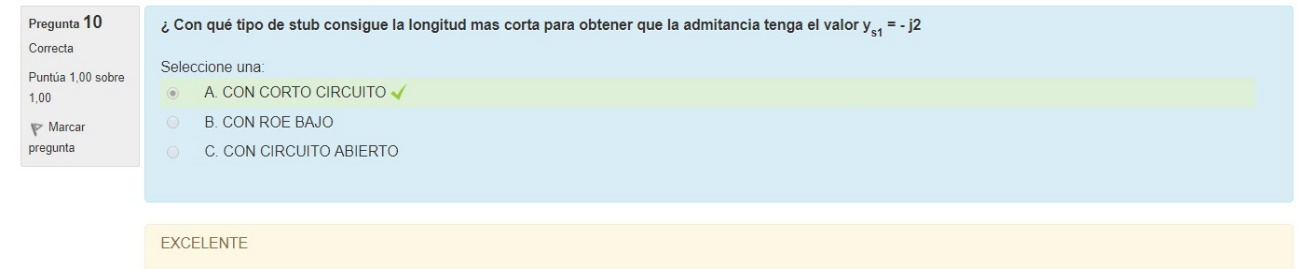 Pregunta 10
Correcta
Puntúa 1,00 sobre
1,00
Marcar
pregunta
¿ Con qué tipo de stub consigue la longitud mas corta para obtener que la admitancia tenga el valor y_s1 = - j2
Seleccione una:
A. CON CORTO CIRCUITO
B. CON ROE BAJO
C. CON CIRCUITO ABIERTO
EXCELENTE